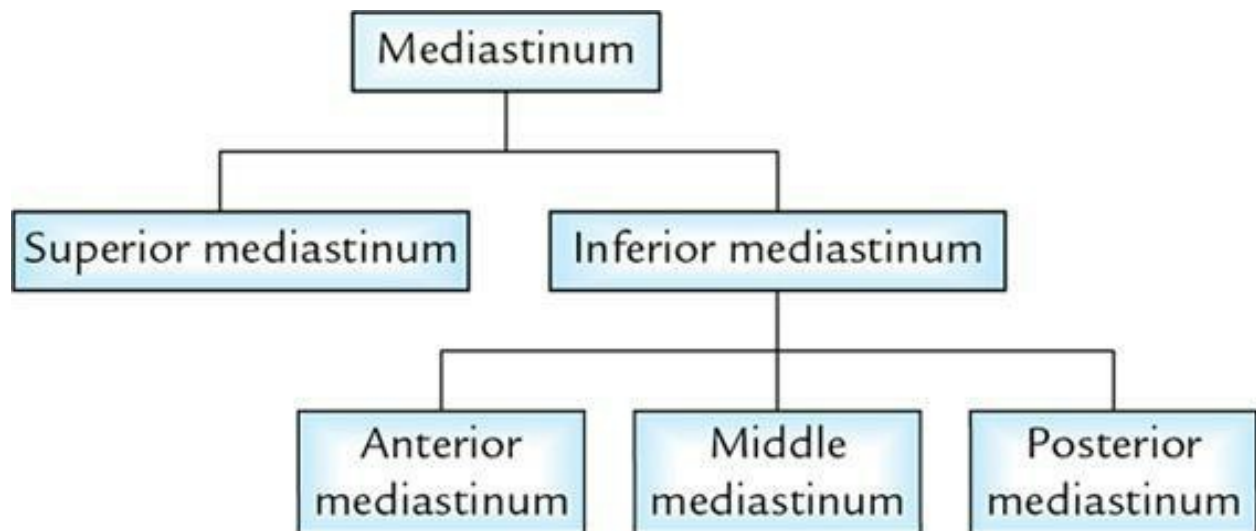 Mediastinum
Superior mediastinum
Inferior mediastinum
Anterior
mediastinum
Middle
mediastinum
Posterior
mediastinum